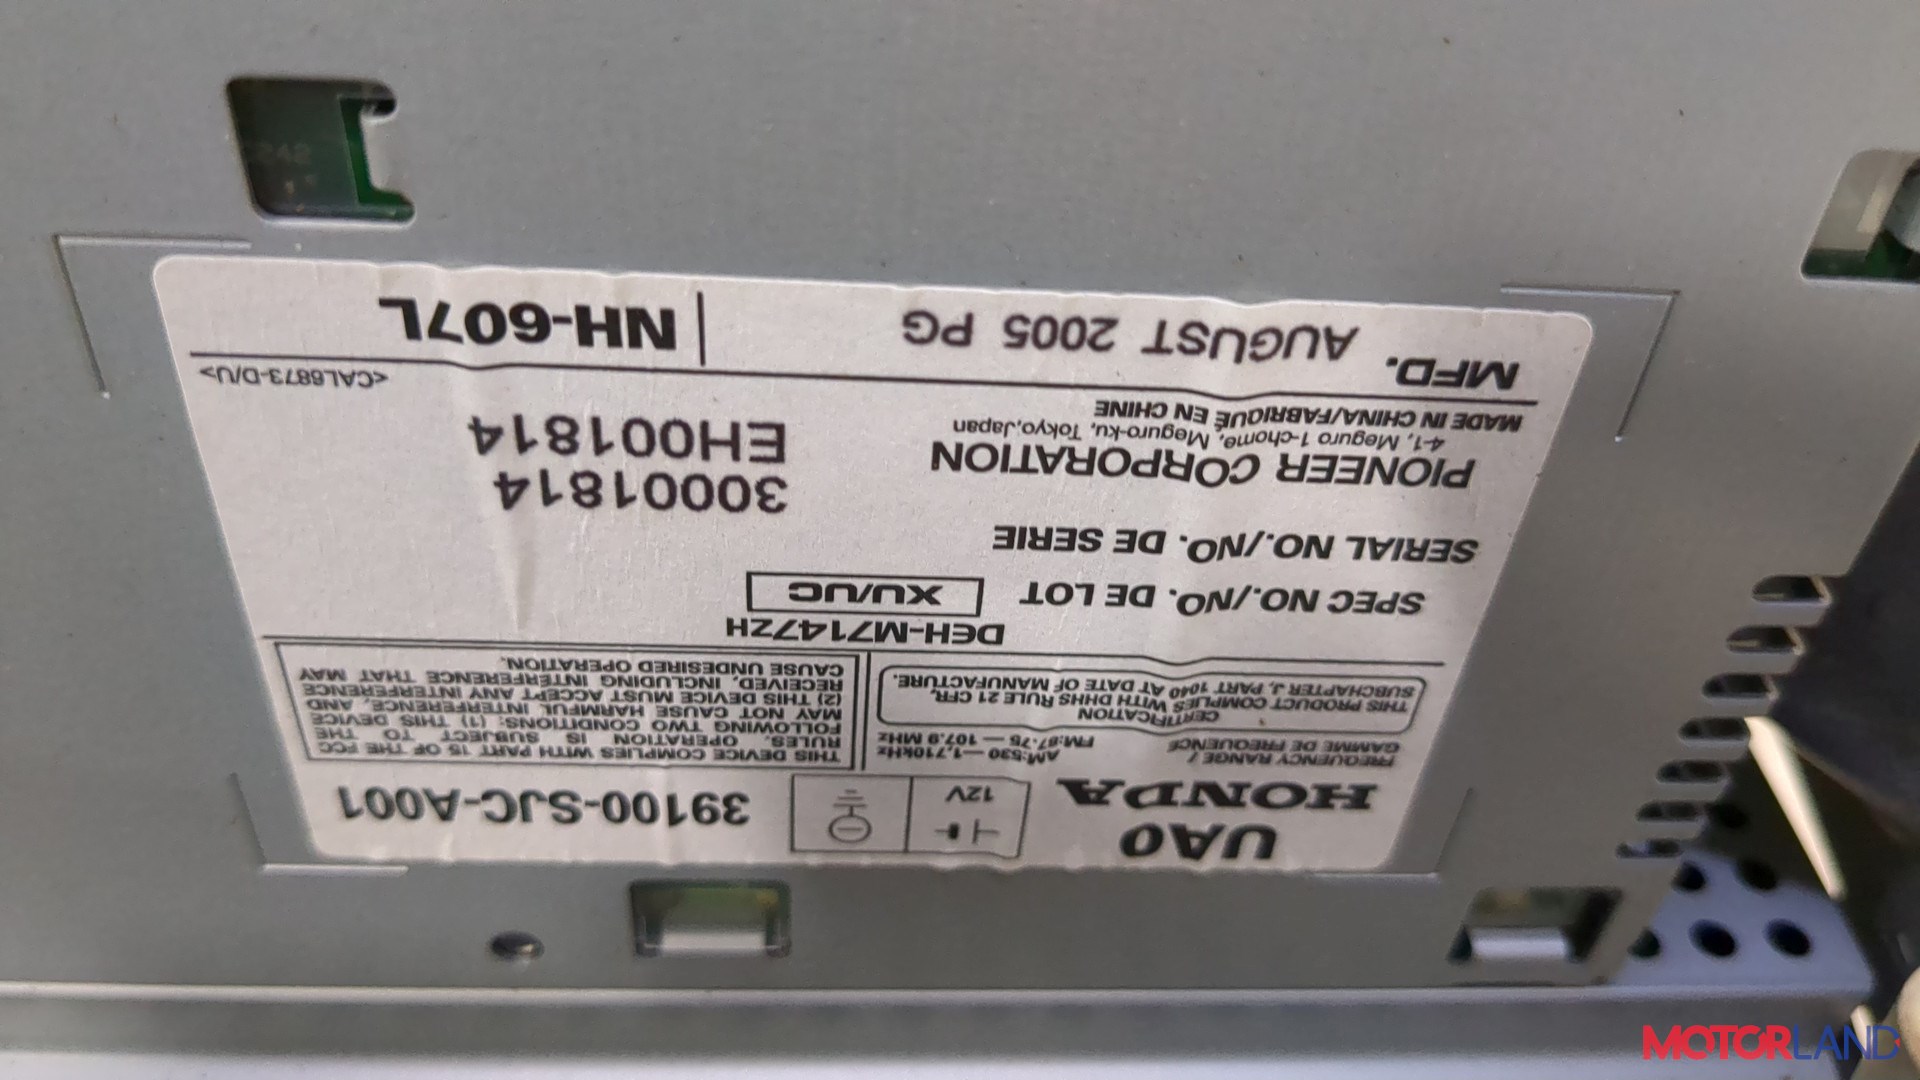 UA0
HONDA
12V
39100-SJC-A001
FREQUENCY RANGE /
GAMME DE FREQUENCE
AM:530 — 1,710kHz
FM:87.75 — 107.9 MHz
CERTIFICATION
THIS PRODUCT COMPLIES WITH DHHS RULE 21 CFR,
SUBCHAPTER J, PART 1040 AT DATE OF MANUFACTURE.
THIS DEVICE COMPLIES WITH PART 15 OF THE FCC
RULES. OPERATION IS SUBJECT TO THE
FOLLOWING TWO CONDITIONS: (1) THIS DEVICE
MAY NOT CAUSE HARMFUL INTERFERENCE, AND
(2) THIS DEVICE MUST ACCEPT ANY INTERFERENCE
RECEIVED, INCLUDING INTERFERENCE THAT MAY
CAUSE UNDESIRED OPERATION.
DEH-M7147ZH
SPEC NO./NO. DE LOT XU/UC
SERIAL NO./NO. DE SERIE
30001814
EH001814
PIONEER CORPORATION
4-1, Meguro 1-chome, Meguro-ku, Tokyo,Japan
MADE IN CHINA/FABRIQUÉ EN CHINE
<CAL6873-D/U>
MFD. AUGUST 2005 PG
NH-607L
MOTORLAND